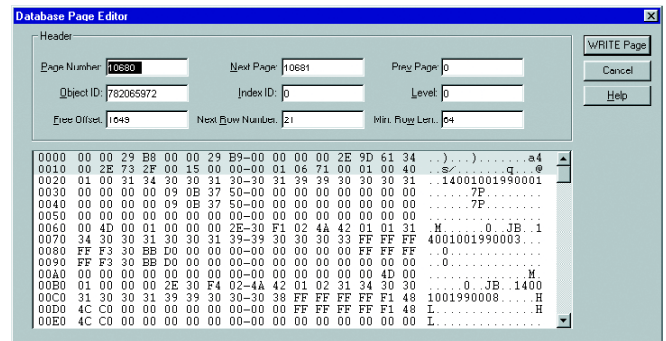 Database Page Editor
Header
Page Number: 10680 Next Page: 10681 Prev Page: 0
Object ID: 782065972 Index ID: 0 Level: 0
Free Offset: 1649 Next Row Number: 21 Min. Row Len.: 64
WRITE Page
Cancel
Help
0000 00 00 29 B8 00 00 29 B9-00 00 00 00 2E 9D 61 34 ..)...).......a4
0010 00 2E 73 2F 00 15 00 00-00 01 06 71 00 01 00 40 ..s/.......q...@
0020 01 00 31 34 30 30 31 30-30 31 39 39 30 30 30 31 ..14001001990001
0030 00 00 00 00 09 0B 37 50-00 00 00 00 00 00 00 00 ......7P........
0040 00 00 00 00 09 0B 37 50-00 00 00 00 00 00 00 00 ......7P........
0050 00 00 00 00 00 00 00 00-00 00 00 00 00 00 00 00 ................
0060 00 4D 00 01 00 00 00 2E-30 F1 02 4A 42 01 01 31 .M......0..JB..1
0070 34 30 30 31 30 30 31 39-39 30 30 30 33 FF FF FF 4001001990003...
0080 FF F3 30 BB D0 00 00 00-00 00 00 00 00 FF FF FF ..0.............
0090 FF F3 30 BB D0 00 00 00-00 00 00 00 00 00 00 00 ..0.............
00A0 00 00 00 00 00 00 00 00-00 00 00 00 00 00 4D 00 ..............M.
00B0 01 00 00 00 2E 30 F4 02-4A 42 01 02 31 34 30 30 .....0..JB..1400
00C0 31 30 30 31 39 39 30 30-30 38 FF FF FF FF F1 48 1001990008.....H
00D0 4C C0 00 00 00 00 00 00-00 00 FF FF FF FF F1 48 L..............H
00E0 4C C0 00 00 00 00 00 00-00 00 00 00 00 00 00 00 L...............